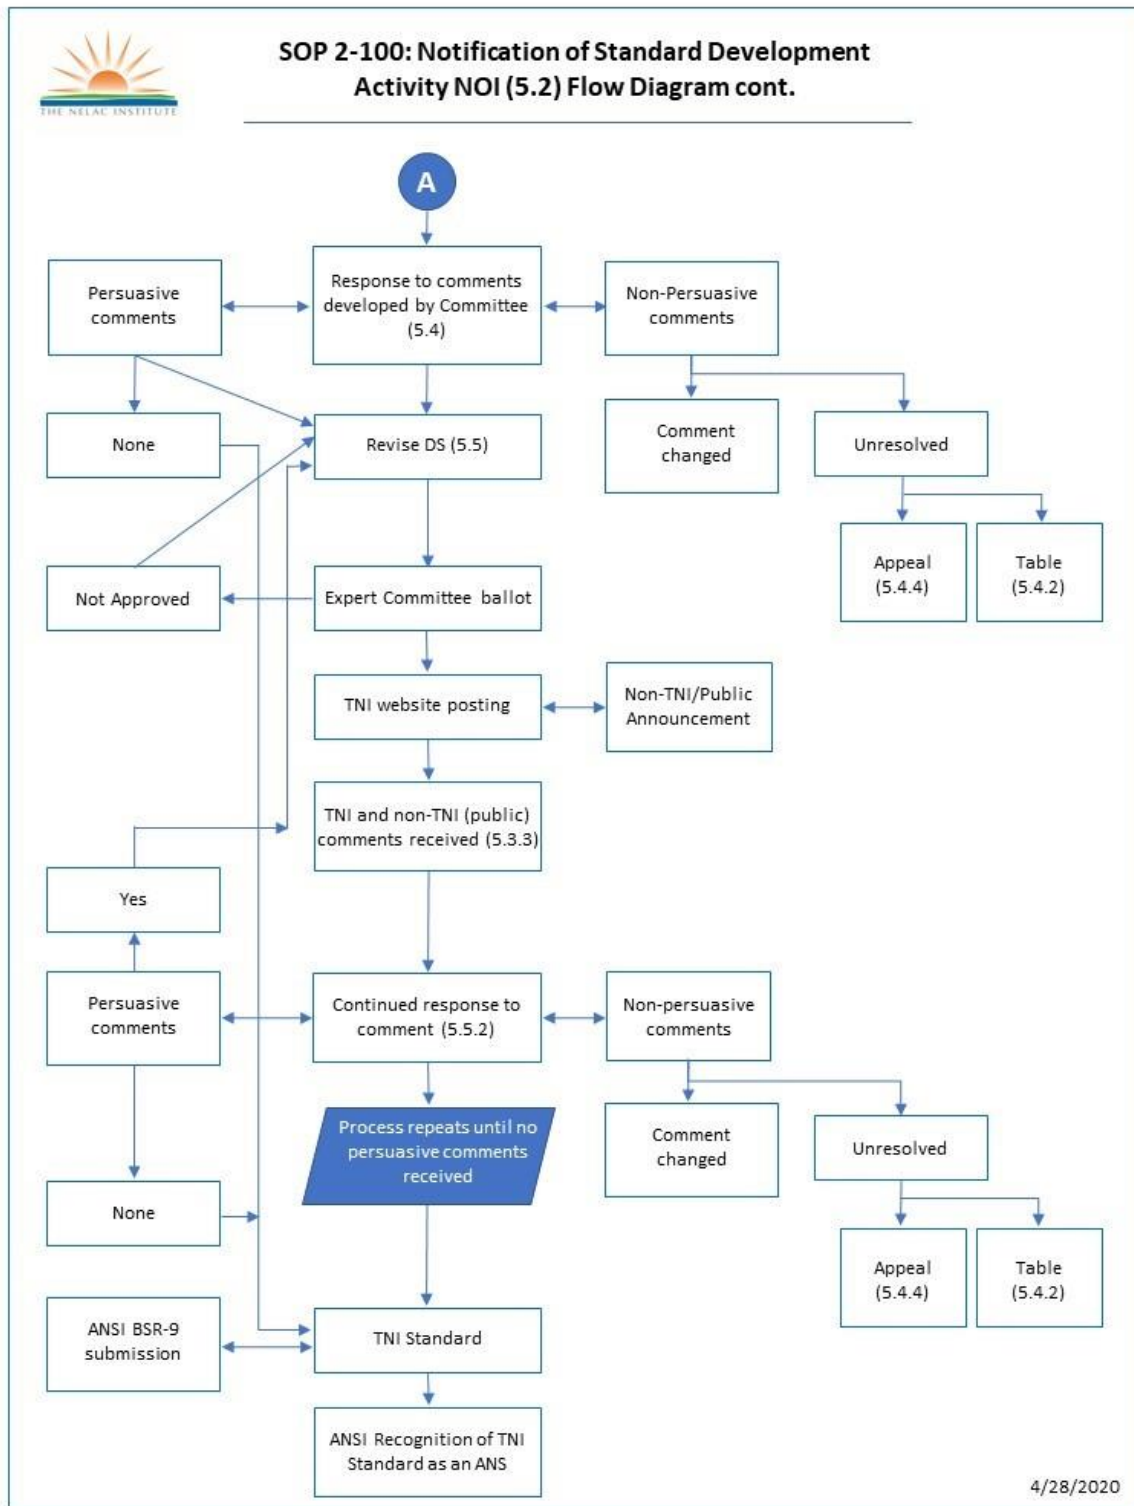 SOP 2-100: Notification of Standard Development
Activity NOI (5.2) Flow Diagram cont.
THE NELAC INSTITUTE
A
Persuasive
comments
Response to comments
developed by Committee
(5.4)
Non-Persuasive
comments
None
Revise DS (5.5)
Comment
changed
Unresolved
Appeal
(5.4.4)
Table
(5.4.2)
Not Approved
Expert Committee ballot
TNI website posting
Non-TNI/Public
Announcement
TNI and non-TNI (public)
comments received (5.3.3)
Yes
Persuasive
comments
Continued response to
comment (5.5.2)
Non-persuasive
comments
Process repeats until no
persuasive comments
received
Comment
changed
Unresolved
None
Appeal
(5.4.4)
Table
(5.4.2)
ANSI BSR-9
submission
TNI Standard
ANSI Recognition of TNI
Standard as an ANS
4/28/2020